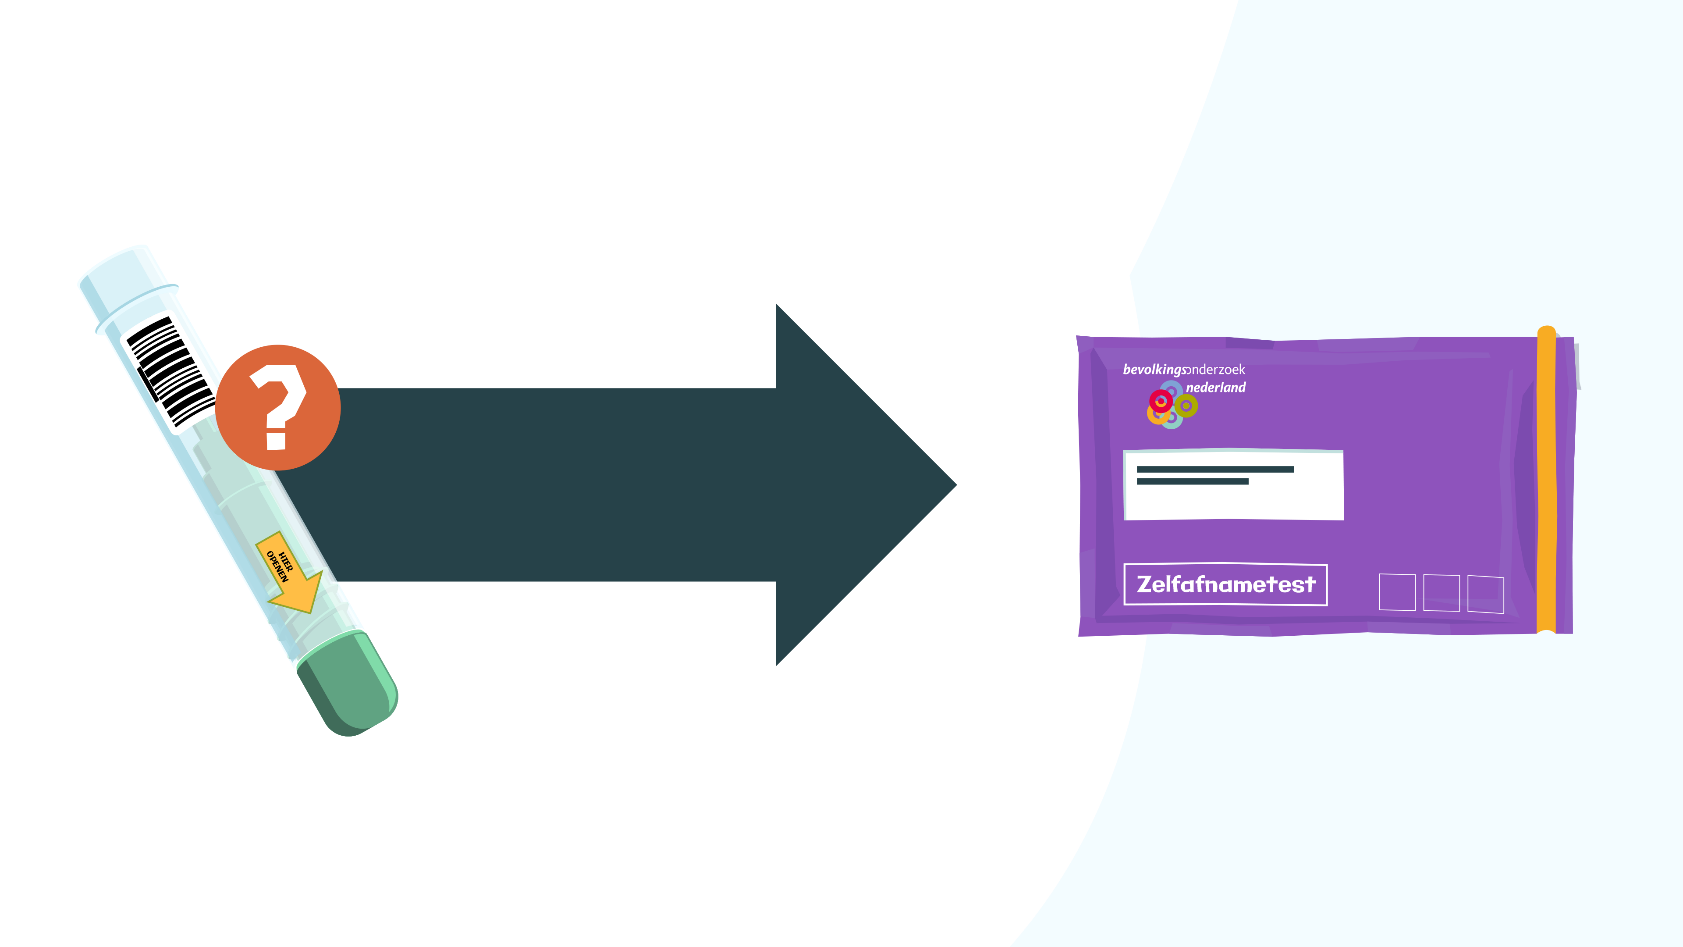 ?
HIER
OPENEN
bevolkingsonderzoek
nederland
Zelfafnametest